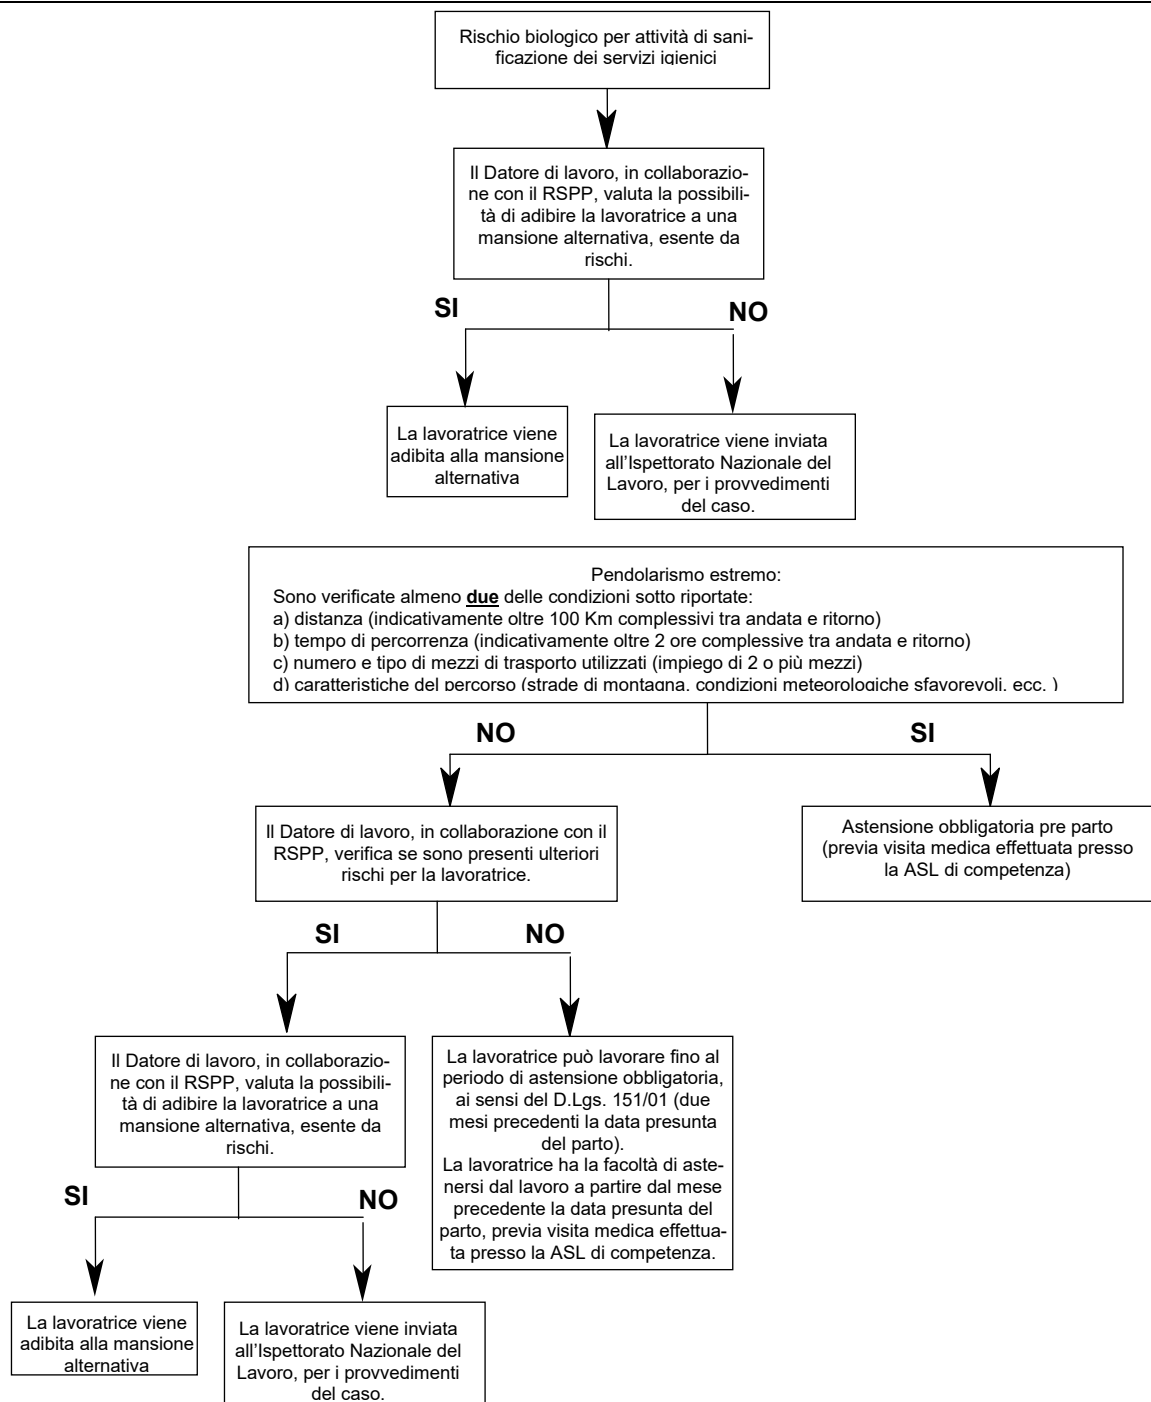 Rischio biologico per attività di sani-
ficazione dei servizi igienici
Il Datore di lavoro, in collaborazio-
ne con il RSPP, valuta la possibili-
tà di adibire la lavoratrice a una
mansione alternativa, esente da
rischi.
SI
NO
La lavoratrice viene
adibita alla mansione
alternativa
La lavoratrice viene inviata
all'Ispettorato Nazionale del
Lavoro, per i provvedimenti
del caso.
Pendolarismo estremo:
Sono verificate almeno due delle condizioni sotto riportate:
a) distanza (indicativamente oltre 100 Km complessivi tra andata e ritorno)
b) tempo di percorrenza (indicativamente oltre 2 ore complessive tra andata e ritorno)
c) numero e tipo di mezzi di trasporto utilizzati (impiego di 2 o più mezzi)
d) caratteristiche del percorso (strade di montagna, condizioni meteorologiche sfavorevoli, ecc. )
NO
SI
Il Datore di lavoro, in collaborazione con il
RSPP, verifica se sono presenti ulteriori
rischi per la lavoratrice.
Astensione obbligatoria pre parto
(previa visita medica effettuata presso
la ASL di competenza)
SI
NO
Il Datore di lavoro, in collaborazio-
ne con il RSPP, valuta la possibili-
tà di adibire la lavoratrice a una
mansione alternativa, esente da
rischi.
La lavoratrice può lavorare fino al
periodo di astensione obbligatoria,
ai sensi del D.Lgs. 151/01 (due
mesi precedenti la data presunta
del parto).
La lavoratrice ha la facoltà di aste-
nersi dal lavoro a partire dal mese
precedente la data presunta del
parto, previa visita medica effettua-
ta presso la ASL di competenza.
SI
NO
La lavoratrice viene
adibita alla mansione
alternativa
La lavoratrice viene inviata
all'Ispettorato Nazionale del
Lavoro, per i provvedimenti
del caso.